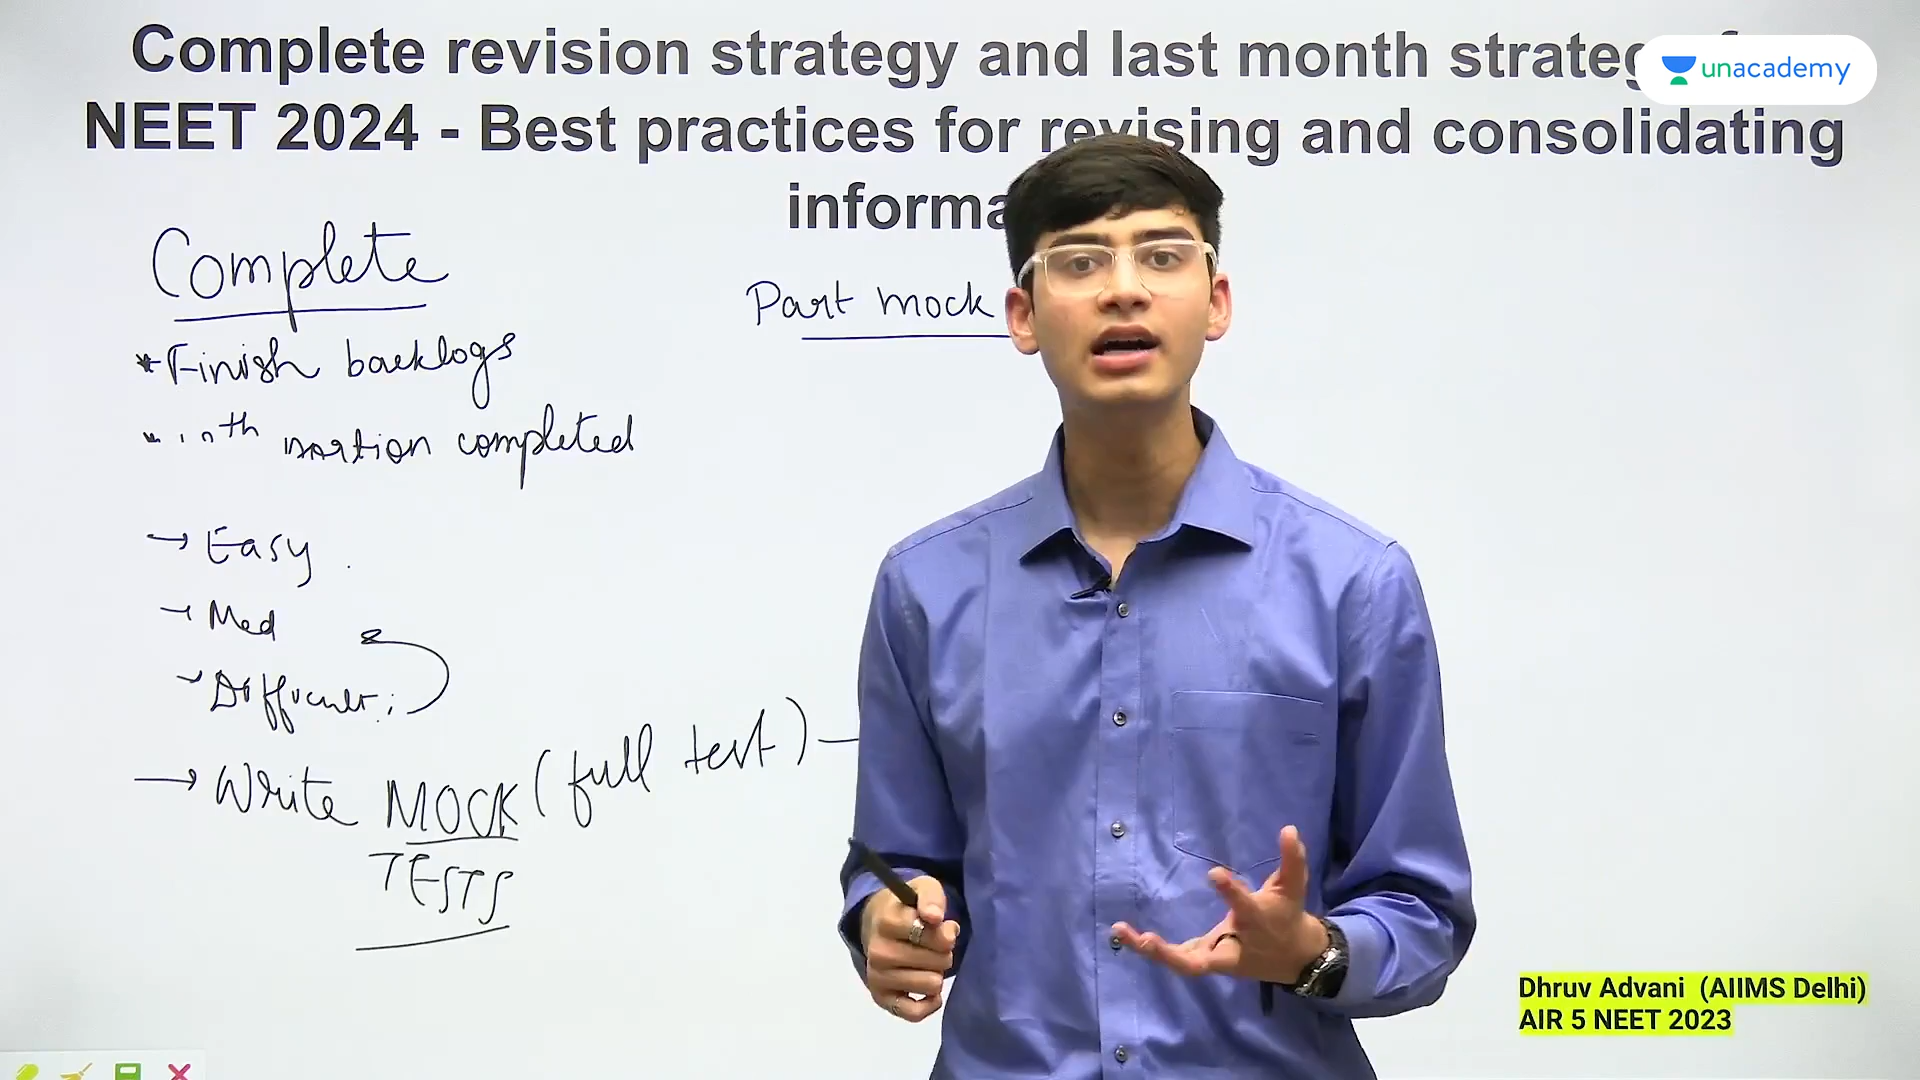 Complete revision strategy and last month strateg
unacademy
NEET 2024 - Best practices for revising and consolidating
informa
Complete
Part mock
* Finish backlogs
portion completed
→ Easy
→ Med
→ Difficult
→ Write MOCK (full test) —
TESTS
Dhruv Advani (AIIMS Delhi)
AIR 5 NEET 2023